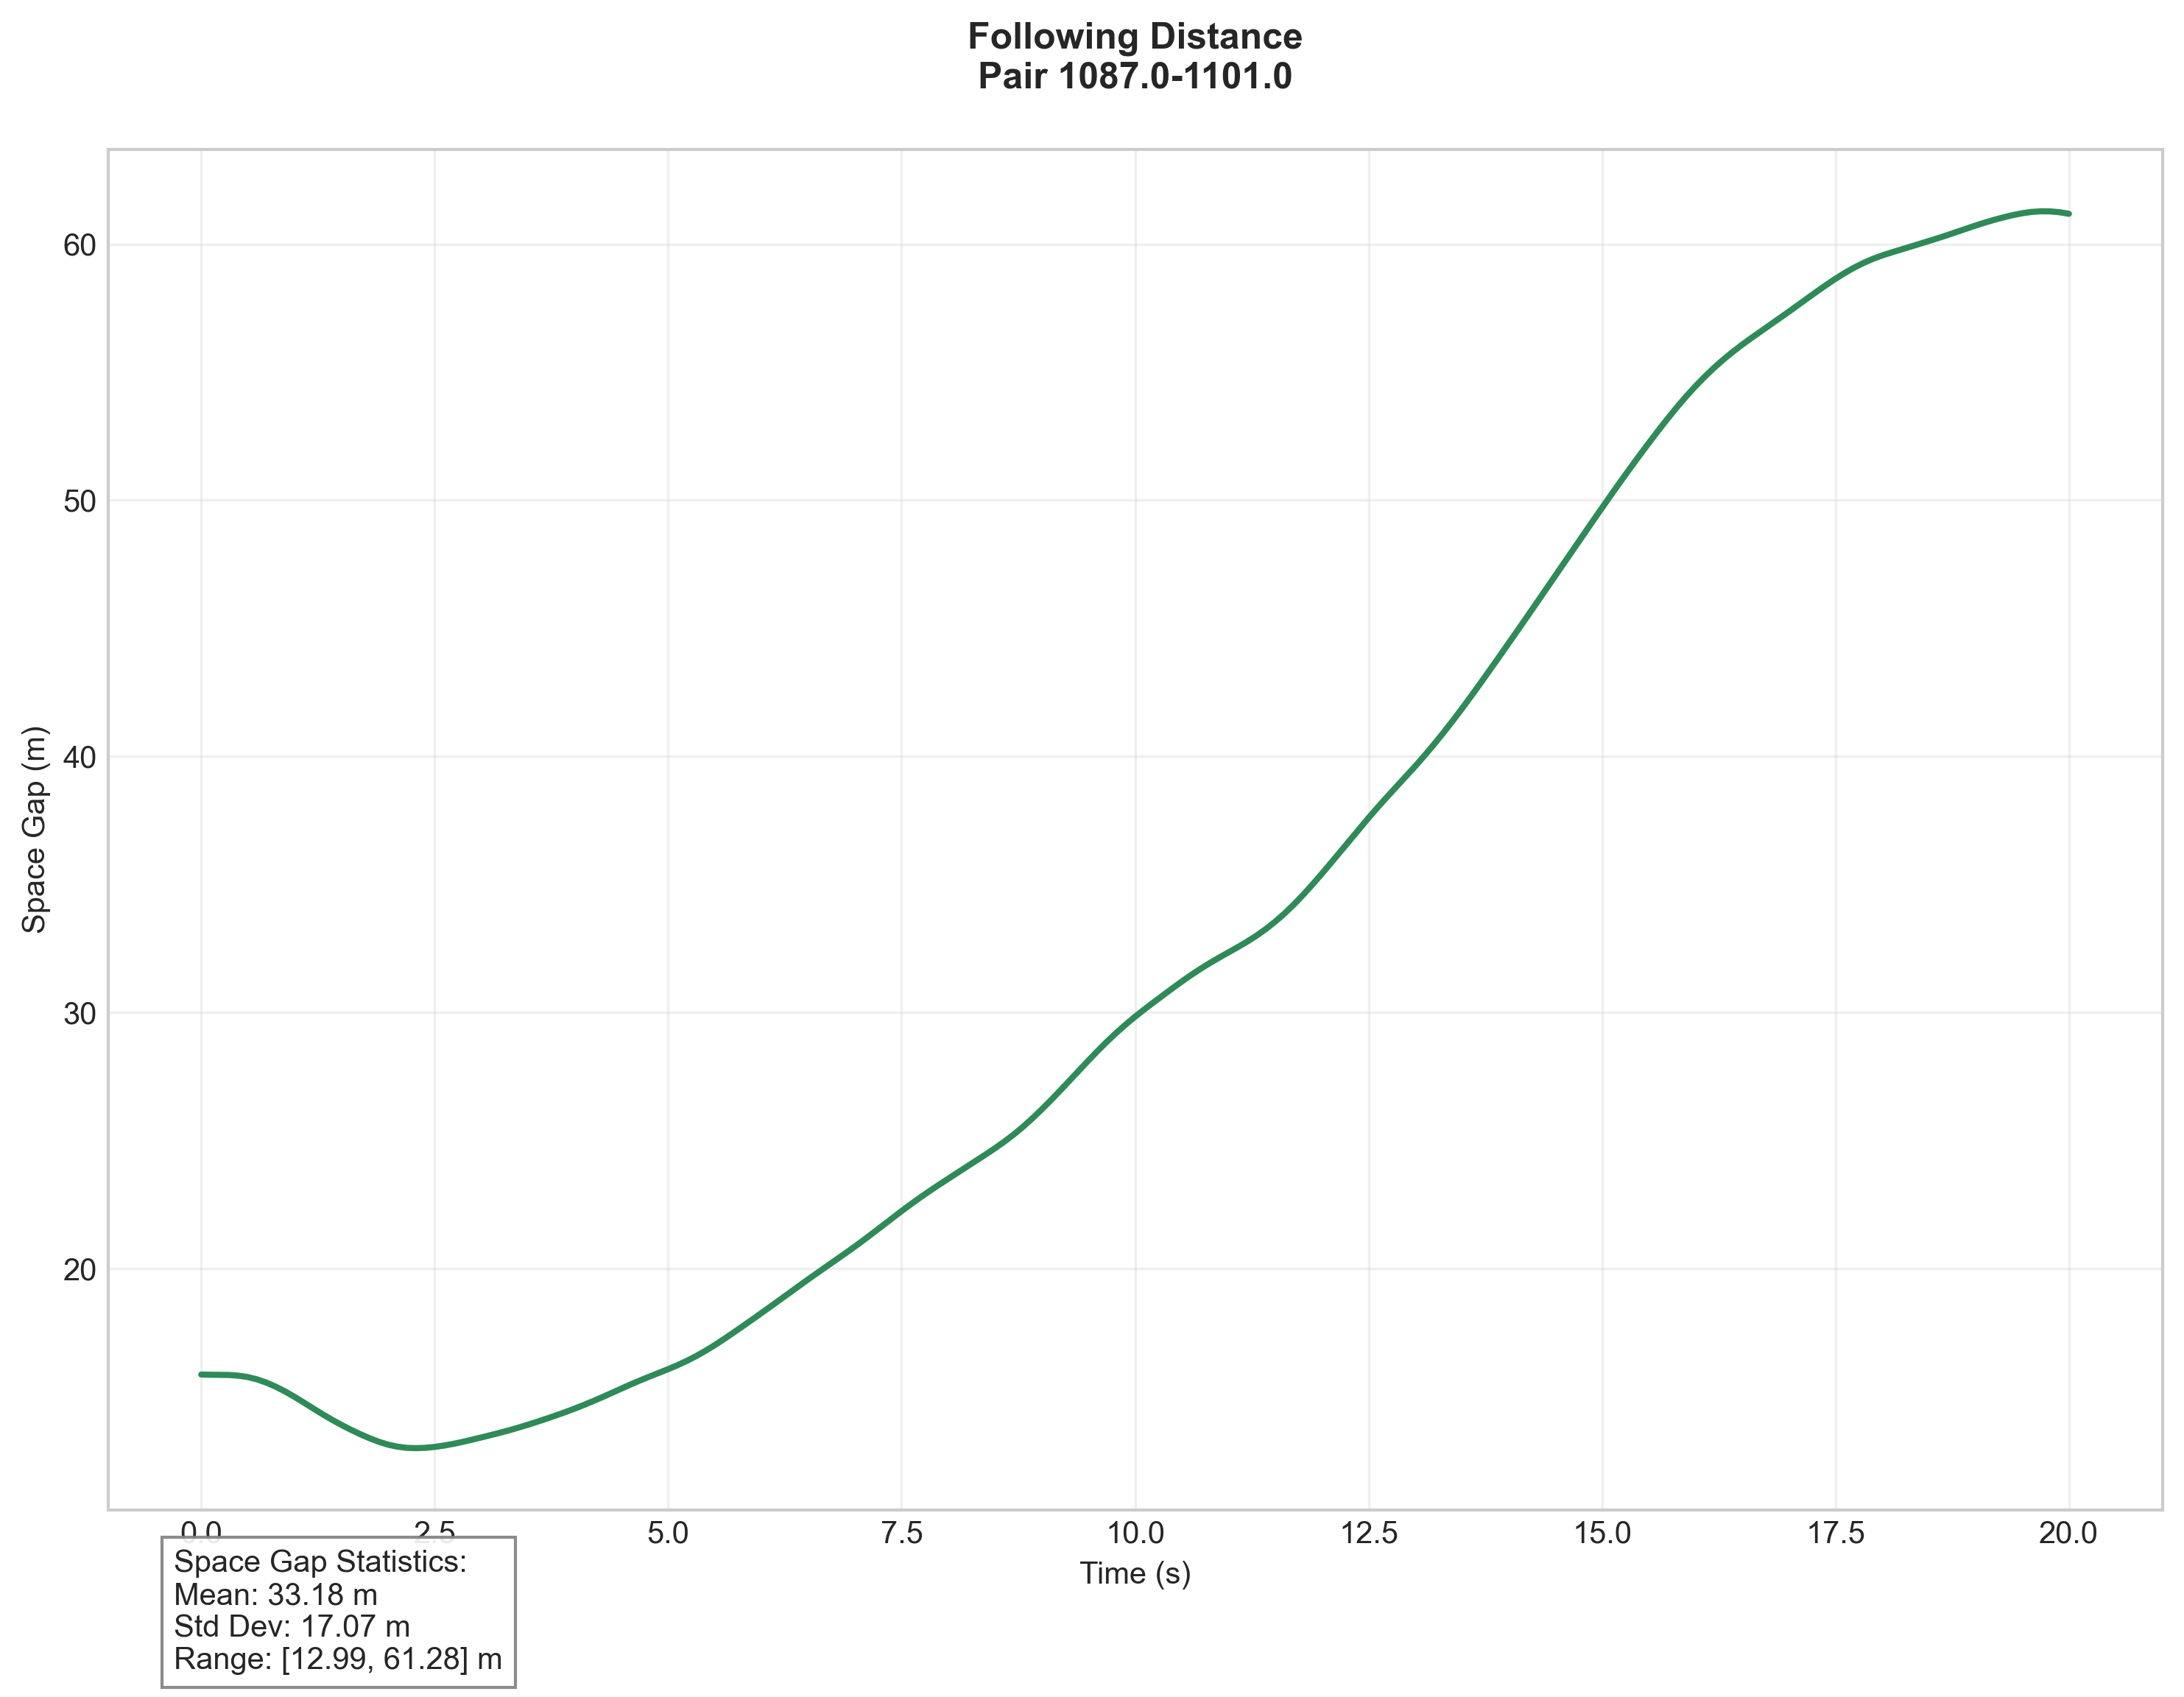 Following Distance
Pair 1087.0-1101.0
Space Gap (m)
60
50
40
30
20
0.0 2.5 5.0 7.5 10.0 12.5 15.0 17.5 20.0
Time (s)
Space Gap Statistics:
Mean: 33.18 m
Std Dev: 17.07 m
Range: [12.99, 61.28] m